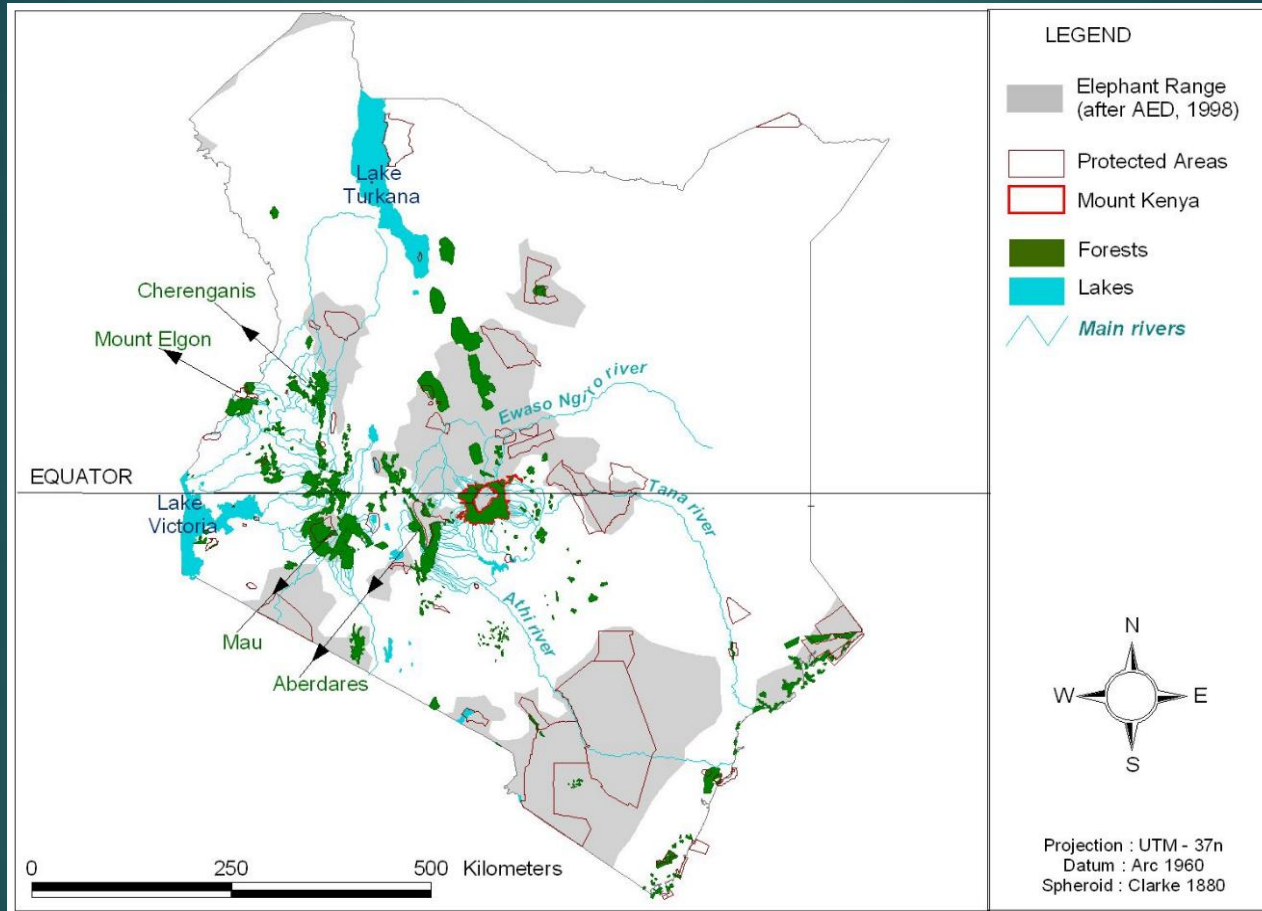 LEGEND
Elephant Range
(after AED, 1998)
Protected Areas
Mount Kenya
Forests
Lakes
Main rivers
Lake
Turkana
Cherenganis
Mount Elgon
Ewaso Ngiro river
EQUATOR
Lake
Victoria
Tana river
Athi river
Mau
Aberdares
N
W
E
S
0
250
500
Kilometers
Projection : UTM - 37n
Datum : Arc 1960
Spheroid : Clarke 1880